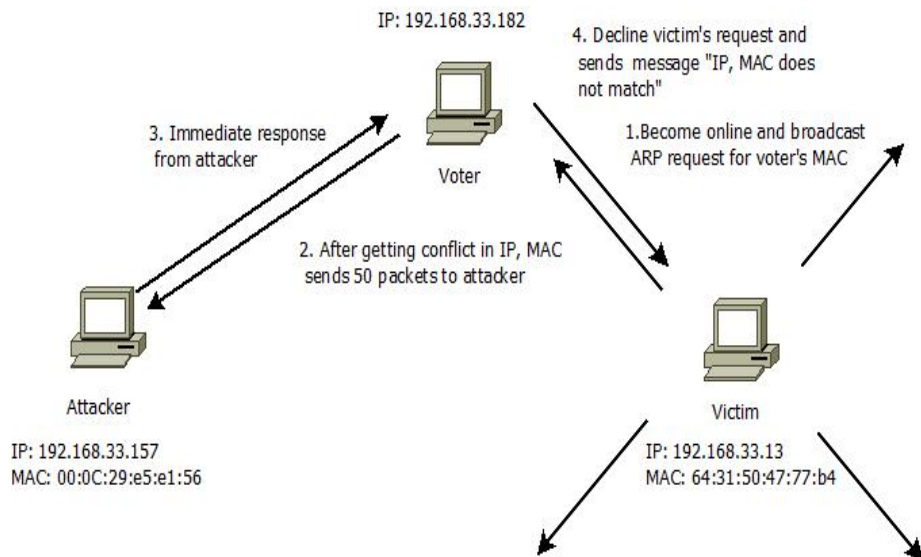 IP: 192.168.33.182
4. Decline victim's request and
sends message "IP, MAC does
not match"
3. Immediate response
from attacker
1.Become online and broadcast
ARP request for voter's MAC
Voter
2. After getting conflict in IP, MAC
sends 50 packets to attacker
Attacker
IP: 192.168.33.157
MAC: 00:0C:29:e5:e1:56
Victim
IP: 192.168.33.13
MAC: 64:31:50:47:77:b4